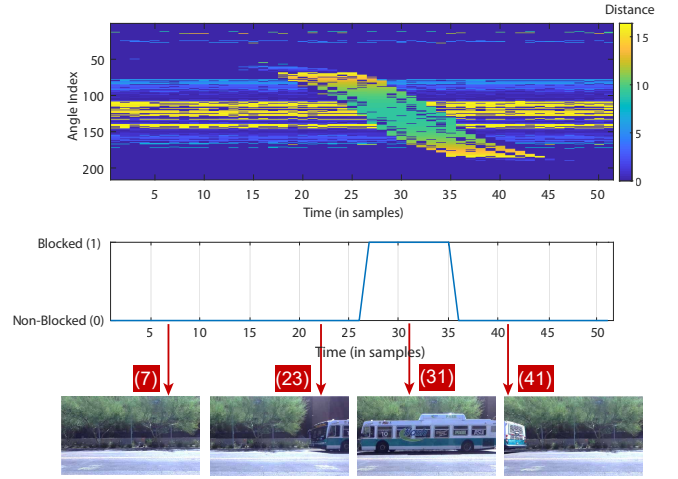 Distance
50
100
150
200
Angle Index
15
10
5
0
5 10 15 20 25 30 35 40 45 50
Time (in samples)
Blocked (1)
Non-Blocked (0)
5 10 15 20 25 30 35 40 45 50
Time (in samples)
(7) (23) (31) (41)